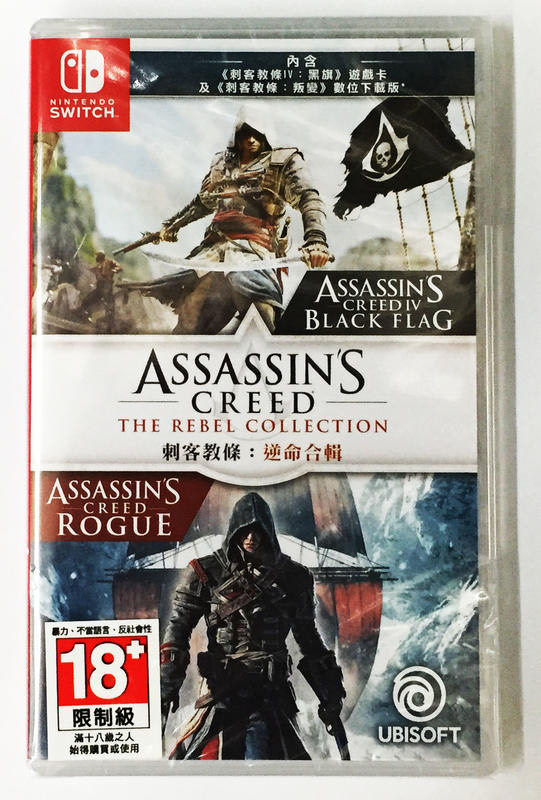 NINTENDO
SWITCH™
內含
《刺客教條IV：黑旗》遊戲卡
及《刺客教條：叛變》數位下載版*
ASSASSIN'S
CREED IV
BLACK FLAG
ASSASSIN'S
CREED
THE REBEL COLLECTION
刺客教條：逆命合輯
ASSASSIN'S
CREED
ROGUE
暴力、不當語言、反社會性
18+
限制級
滿十八歲之人
始得購買或使用
UBISOFT